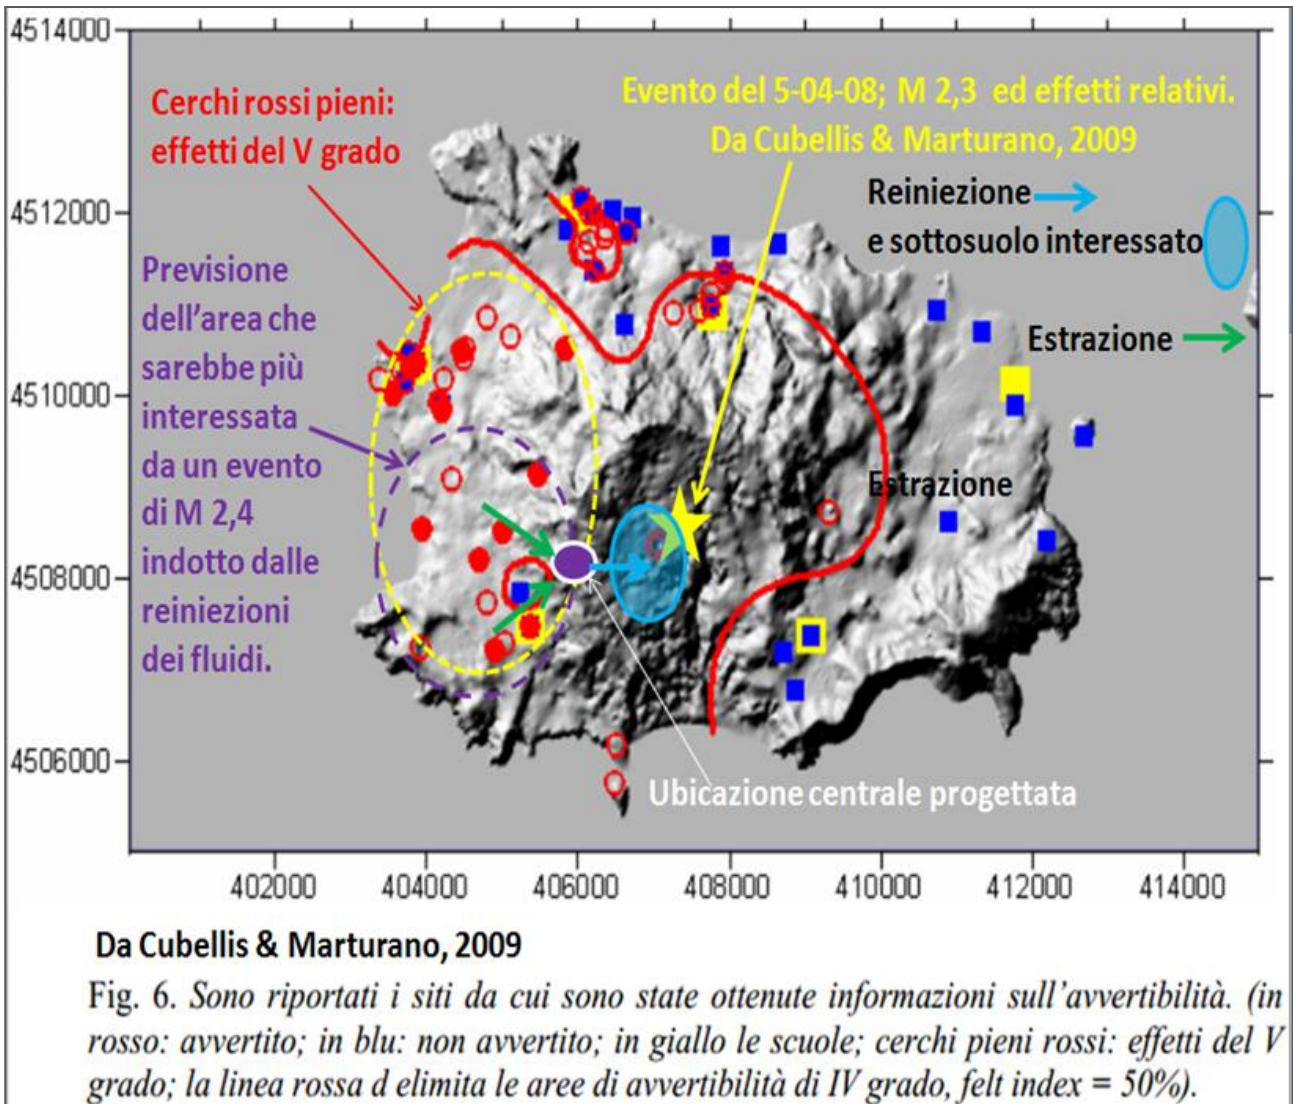 4514000
Cerchi rossi pieni:
effetti del V grado
Evento del 5-04-08; M 2,3 ed effetti relativi.
Da Cubellis & Marturano, 2009
Reiniezione
e sottosuolo interessato
4512000
Previsione
dell'area che
sarebbe più
interessata
da un evento
di M 2,4
indotto dalle
reiniezioni
dei fluidi.
Estrazione
4510000
Estrazione
4508000
4506000
Ubicazione centrale progettata
402000 404000 406000 408000 410000 412000 414000
Da Cubellis & Marturano, 2009
Fig. 6. Sono riportati i siti da cui sono state ottenute informazioni sull'avvertibilità. (in
rosso: avvertito; in blu: non avvertito; in giallo le scuole; cerchi pieni rossi: effetti del V
grado; la linea rossa d elimita le aree di avvertibilità di IV grado, felt index = 50%).